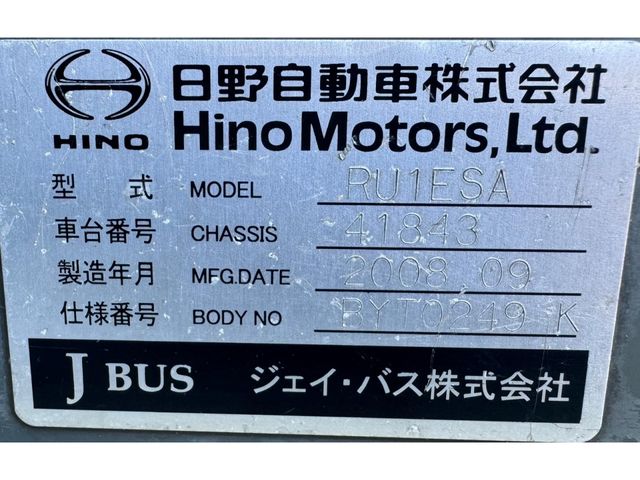 日野自動車株式会社
HINO Hino Motors, Ltd.
型 式 MODEL RU1ESA
車台番号 CHASSIS 41843
製造年月 MFG.DATE 2008 09
仕様番号 BODY NO BYT0249 K
J BUS ジェイ・バス株式会社